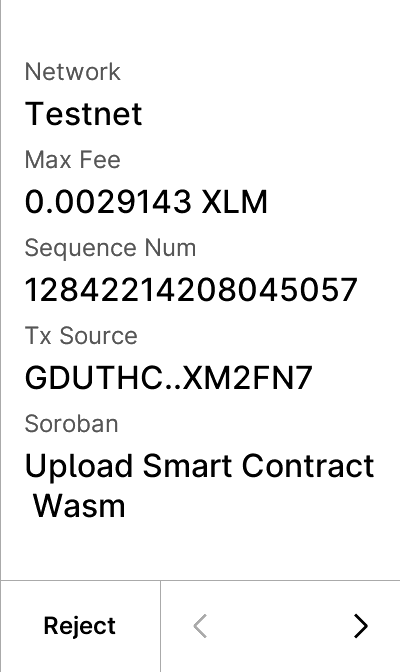 Network
Testnet
Max Fee
0.0029143 XLM
Sequence Num
12842214208045057
Tx Source
GDUTHC..XM2FN7
Soroban
Upload Smart Contract
Wasm
Reject